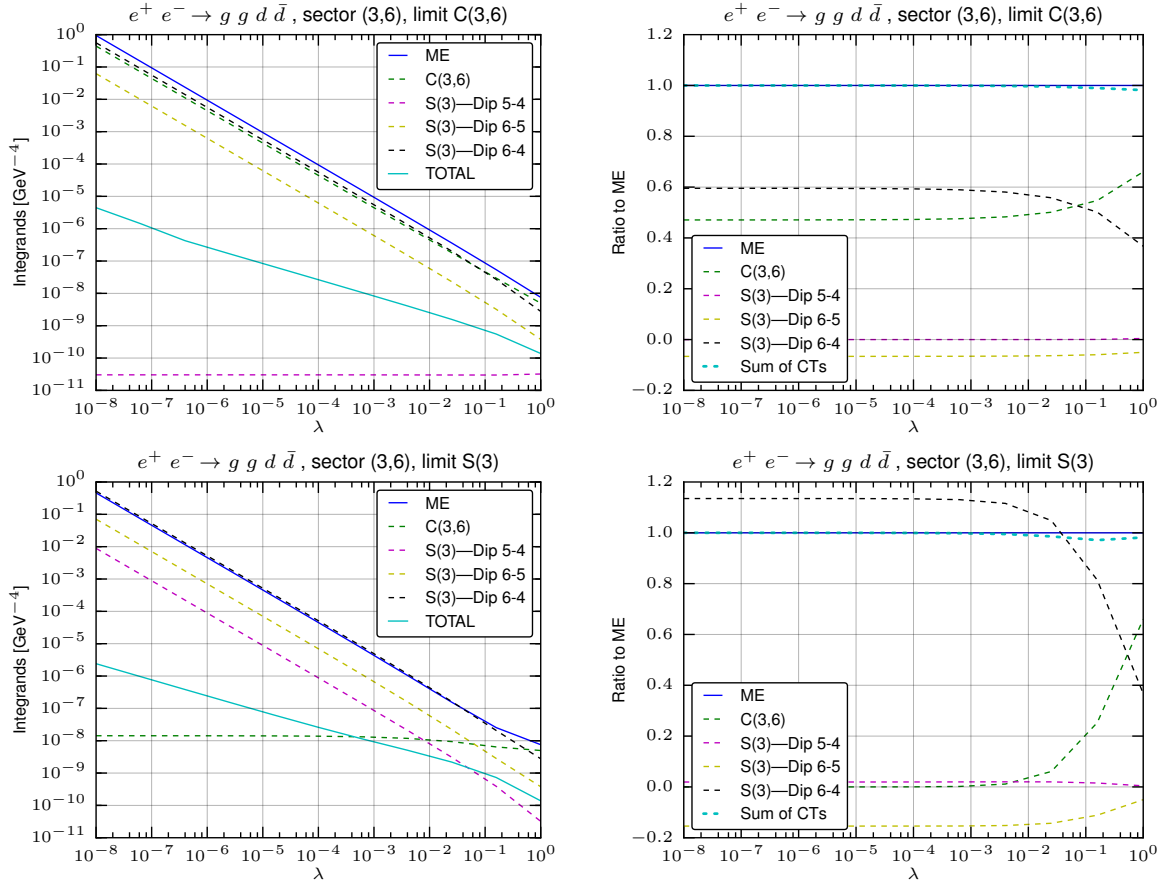 e⁺ e⁻ → g g d d̄ , sector (3,6), limit C(3,6)
Integrands [GeV⁻⁴]
10⁰
10⁻¹
10⁻²
10⁻³
10⁻⁴
10⁻⁵
10⁻⁶
10⁻⁷
10⁻⁸
10⁻⁹
10⁻¹⁰
10⁻¹¹
ME
C(3,6)
S(3)—Dip 5-4
S(3)—Dip 6-5
S(3)—Dip 6-4
TOTAL
10⁻⁸ 10⁻⁷ 10⁻⁶ 10⁻⁵ 10⁻⁴ 10⁻³ 10⁻² 10⁻¹ 10⁰
λ
e⁺ e⁻ → g g d d̄ , sector (3,6), limit C(3,6)
Ratio to ME
1.2
1.0
0.8
0.6
0.4
0.2
0.0
−0.2
ME
C(3,6)
S(3)—Dip 5-4
S(3)—Dip 6-5
S(3)—Dip 6-4
Sum of CTs
10⁻⁸ 10⁻⁷ 10⁻⁶ 10⁻⁵ 10⁻⁴ 10⁻³ 10⁻² 10⁻¹ 10⁰
λ
e⁺ e⁻ → g g d d̄ , sector (3,6), limit S(3)
Integrands [GeV⁻⁴]
10⁰
10⁻¹
10⁻²
10⁻³
10⁻⁴
10⁻⁵
10⁻⁶
10⁻⁷
10⁻⁸
10⁻⁹
10⁻¹⁰
10⁻¹¹
ME
C(3,6)
S(3)—Dip 5-4
S(3)—Dip 6-5
S(3)—Dip 6-4
TOTAL
10⁻⁸ 10⁻⁷ 10⁻⁶ 10⁻⁵ 10⁻⁴ 10⁻³ 10⁻² 10⁻¹ 10⁰
λ
e⁺ e⁻ → g g d d̄ , sector (3,6), limit S(3)
Ratio to ME
1.2
1.0
0.8
0.6
0.4
0.2
0.0
−0.2
ME
C(3,6)
S(3)—Dip 5-4
S(3)—Dip 6-5
S(3)—Dip 6-4
Sum of CTs
10⁻⁸ 10⁻⁷ 10⁻⁶ 10⁻⁵ 10⁻⁴ 10⁻³ 10⁻² 10⁻¹ 10⁰
λ